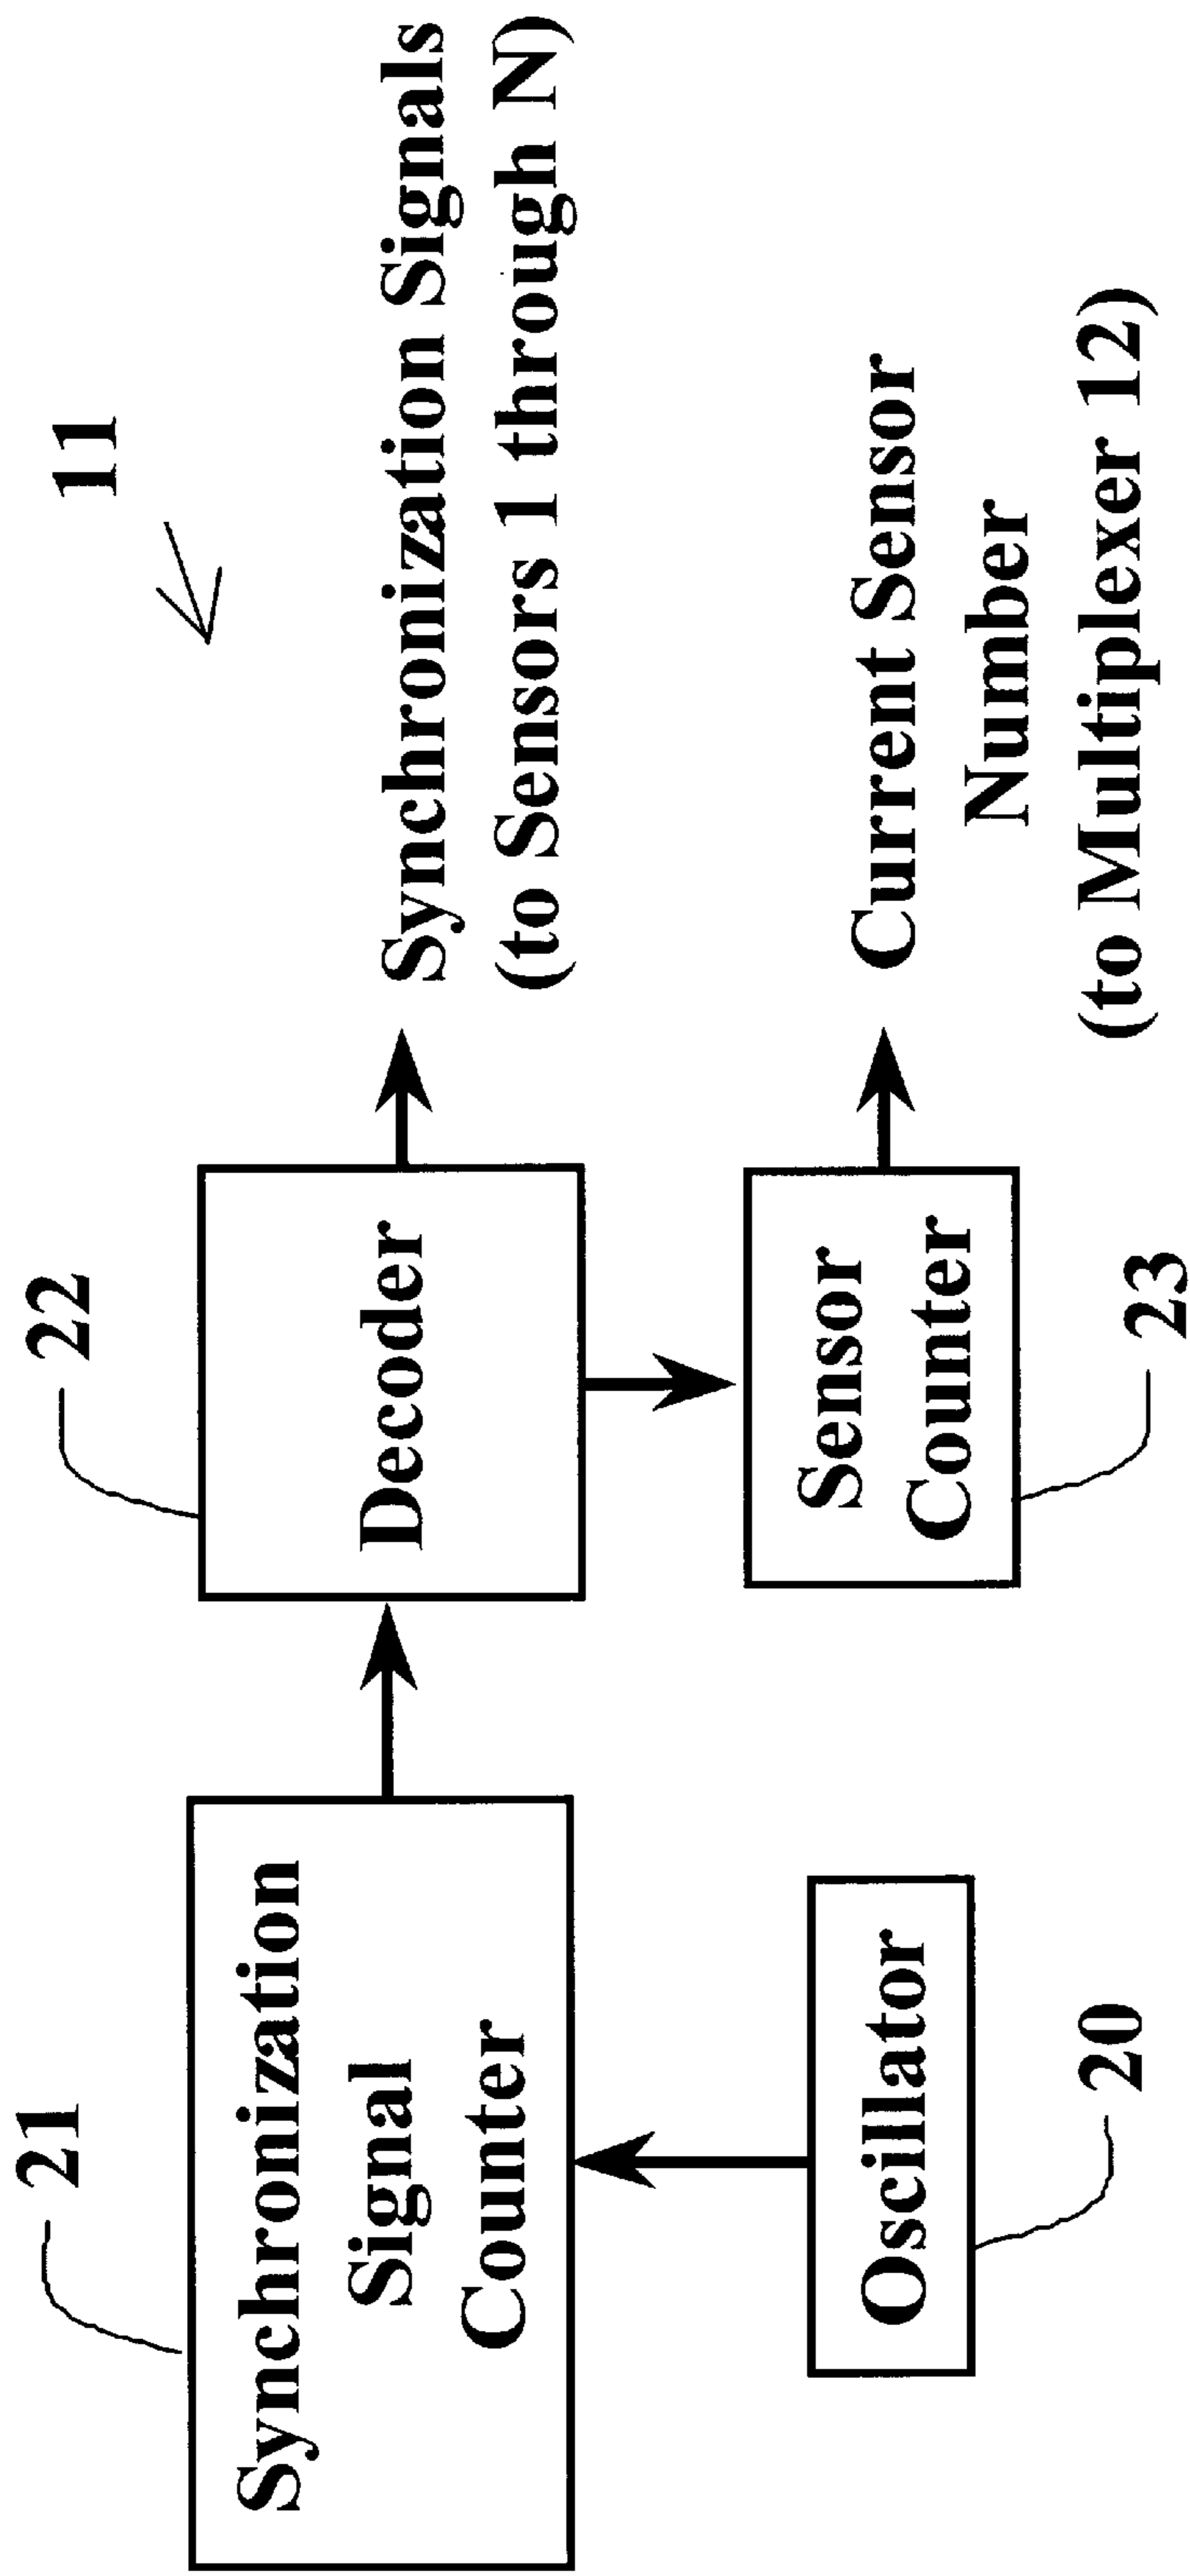 11
22
Synchronization Signals
(to Sensors 1 through N)
Decoder
21
Synchronization
Signal
Counter
Current Sensor
Number
(to Multiplexer 12)
Sensor
Counter
23
Oscillator
20